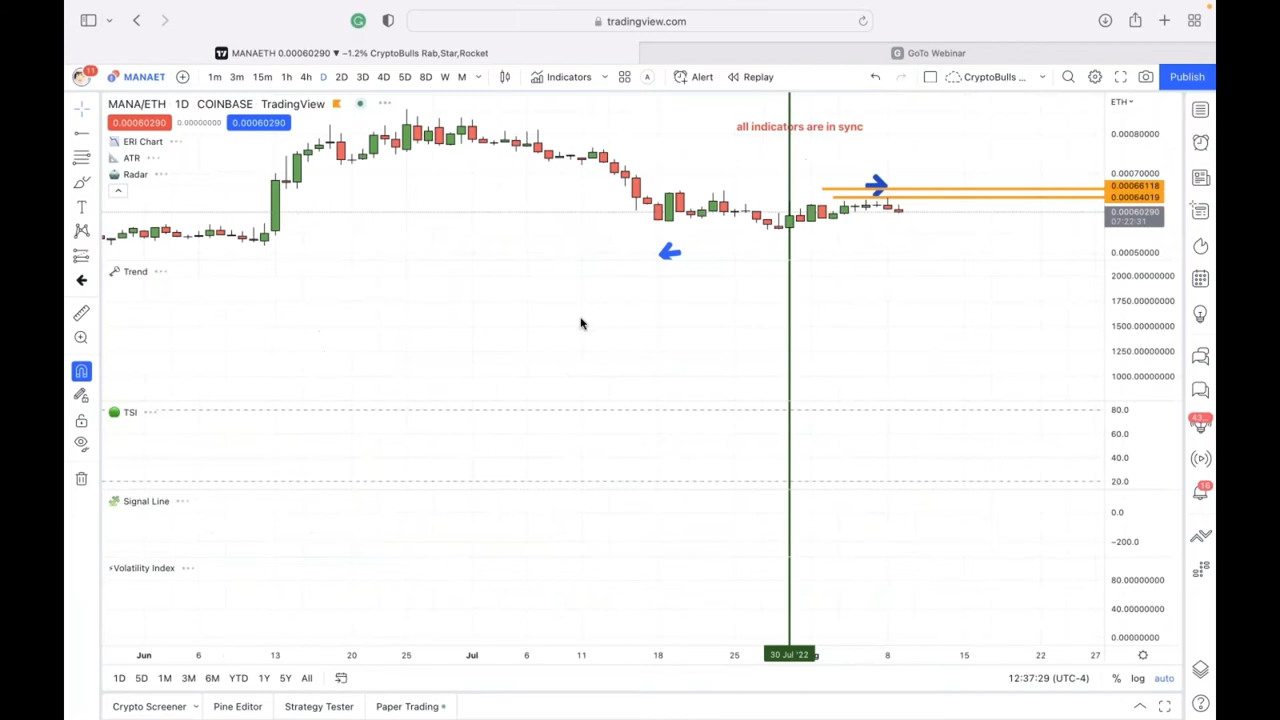 tradingview.com
MANAETH 0.00060290 ▼ −1.2% CryptoBulls Rab,Star,Rocket
GoTo Webinar
11
MANAET
1m 3m 15m 1h 4h D 2D 3D 4D 5D 8D W M
Indicators
A
Alert
Replay
CryptoBulls ...
Publish
MANA/ETH 1D COINBASE TradingView
ETH
0.00060290 0.00000000 0.00060290
all indicators are in sync
ERI Chart
ATR
Radar
0.00080000
0.00070000
0.00066118
0.00064019
0.00060290
07:22:31
0.00050000
Trend
2000.00000000
1750.00000000
1500.00000000
1250.00000000
1000.00000000
TSI
80.0
60.0
40.0
20.0
43...
Signal Line
0.0
−200.0
16
Volatility Index
80.00000000
40.00000000
0.00000000
Jun 6 13 20 25 Jul 6 11 18 25 30 Jul '22 8 15 22 27
1D 5D 1M 3M 6M YTD 1Y 5Y All
12:37:29 (UTC-4) % log auto
Crypto Screener Pine Editor Strategy Tester Paper Trading